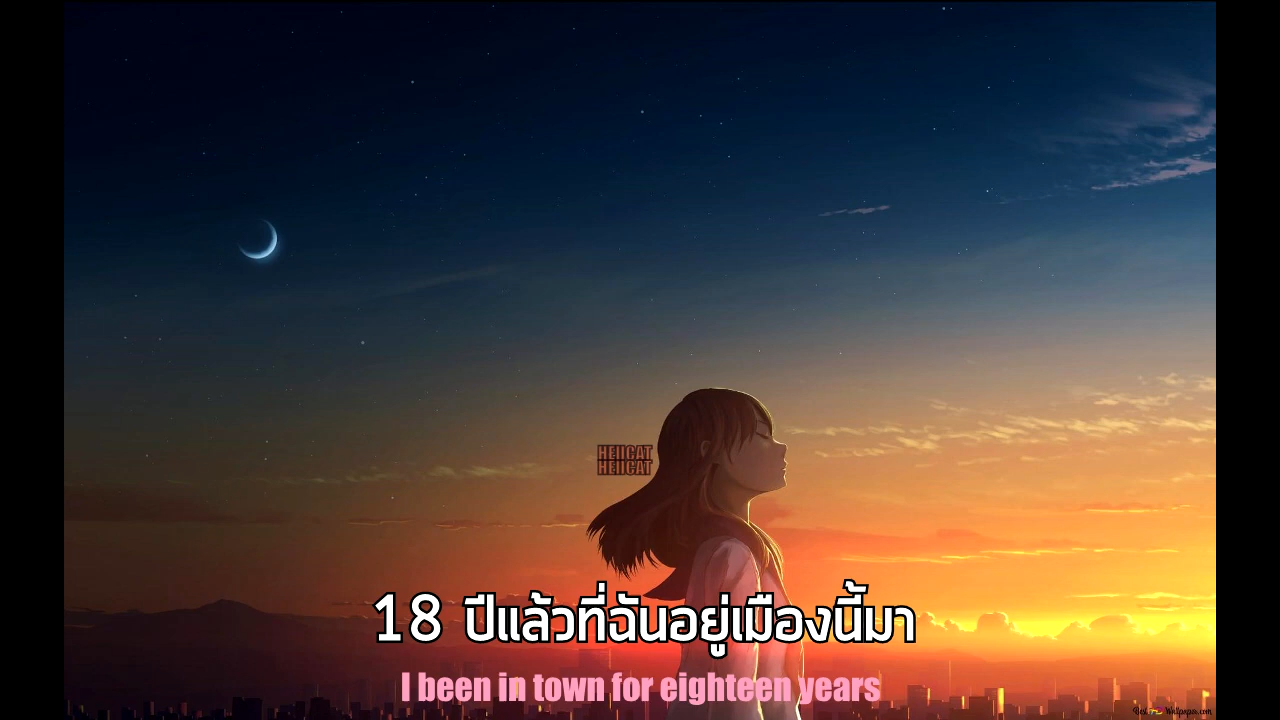 HEllCAT
HEllCAT
18 ปีแล้วที่ฉันอยู่เมืองนี้มา
I been in town for eighteen years